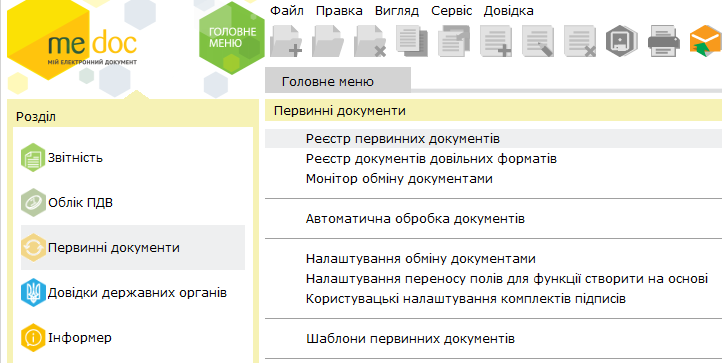 Файл Правка Вигляд Сервіс Довідка
me doc
МІЙ ЕЛЕКТРОННИЙ ДОКУМЕНТ
ГОЛОВНЕ
МЕНЮ
Головне меню
Розділ
Звітність
Облік ПДВ
Первинні документи
Довідки державних органів
Інформер
Первинні документи
Реєстр первинних документів
Реєстр документів довільних форматів
Монітор обміну документами
Автоматична обробка документів
Налаштування обміну документами
Налаштування переносу полів для функції створити на основі
Користувацькі налаштування комплектів підписів
Шаблони первинних документів